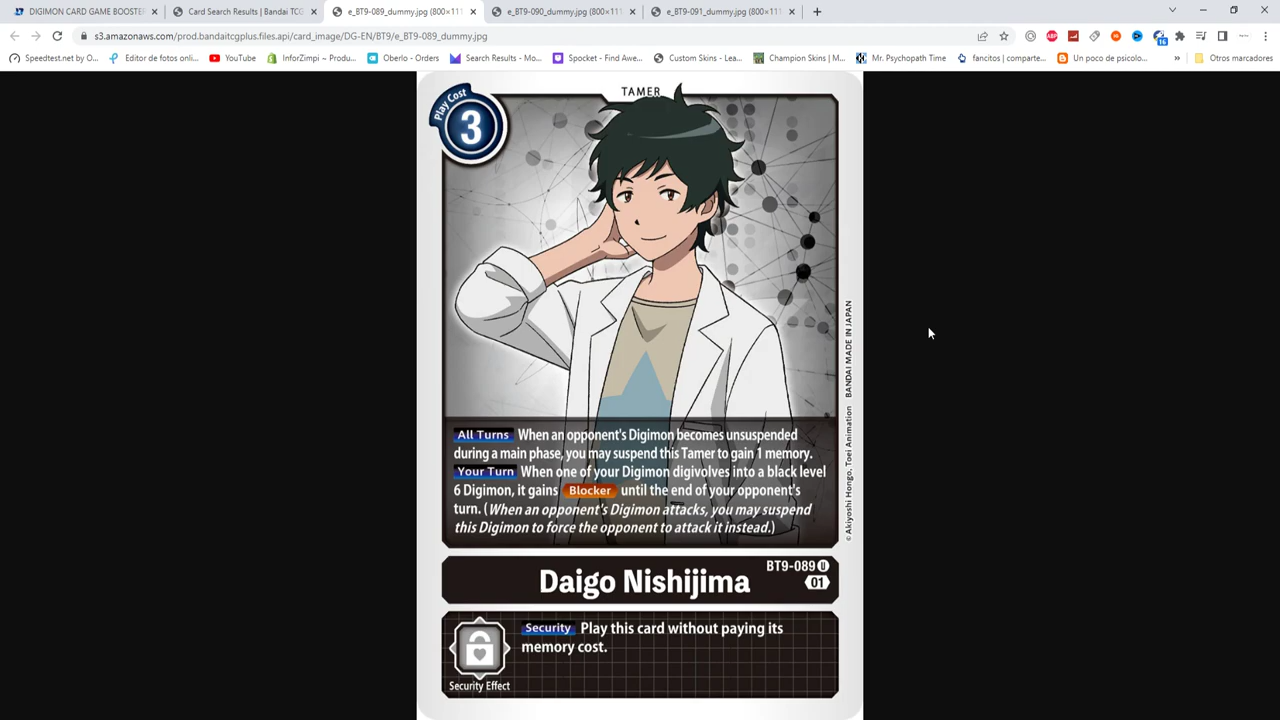 DIGIMON CARD GAME BOOSTER
Card Search Results | Bandai TCG
e_BT9-089_dummy.jpg (800×111
e_BT9-090_dummy.jpg (800×111
e_BT9-091_dummy.jpg (800×111
s3.amazonaws.com/prod.bandaitcgplus.files.api/card_image/DG-EN/BT9/e_BT9-089_dummy.jpg
ABP
16
Speedtest.net by O...
Editor de fotos onli...
YouTube
InforZimpi – Produ...
Oberlo - Orders
Search Results - Mo...
Spocket - Find Awe...
Custom Skins - Lea...
Champion Skins | M...
Mr. Psychopath Time
fancitos | comparte...
Un poco de psicolo...
Otros marcadores
TAMER
Play Cost
3
All Turns When an opponent's Digimon becomes unsuspended
during a main phase, you may suspend this Tamer to gain 1 memory.
Your Turn When one of your Digimon digivolves into a black level
6 Digimon, it gains Blocker until the end of your opponent's
turn. (When an opponent's Digimon attacks, you may suspend
this Digimon to force the opponent to attack it instead.)
© Akiyoshi Hongo, Toei Animation BANDAI MADE IN JAPAN
BT9-089 U
Daigo Nishijima
01
Security Play this card without paying its
memory cost.
Security Effect